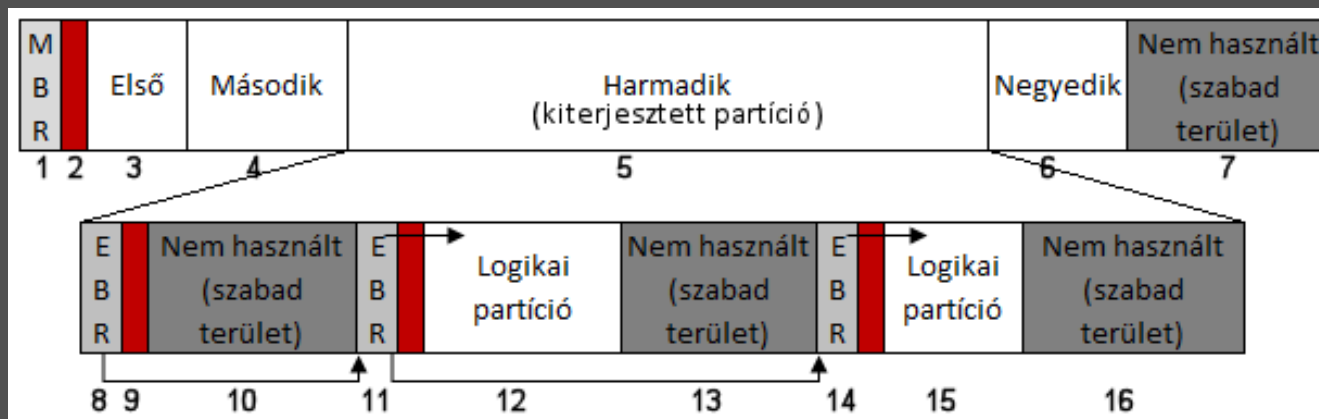 M
B
R
Első
Második
Harmadik
(kiterjesztett partíció)
Negyedik
Nem használt
(szabad
terület)
1 2 3 4 5 6 7
E
B
R
Nem használt
(szabad
terület)
E
B
R
Logikai
partíció
Nem használt
(szabad
terület)
E
B
R
Logikai
partíció
Nem használt
(szabad
terület)
8 9 10 11 12 13 14 15 16